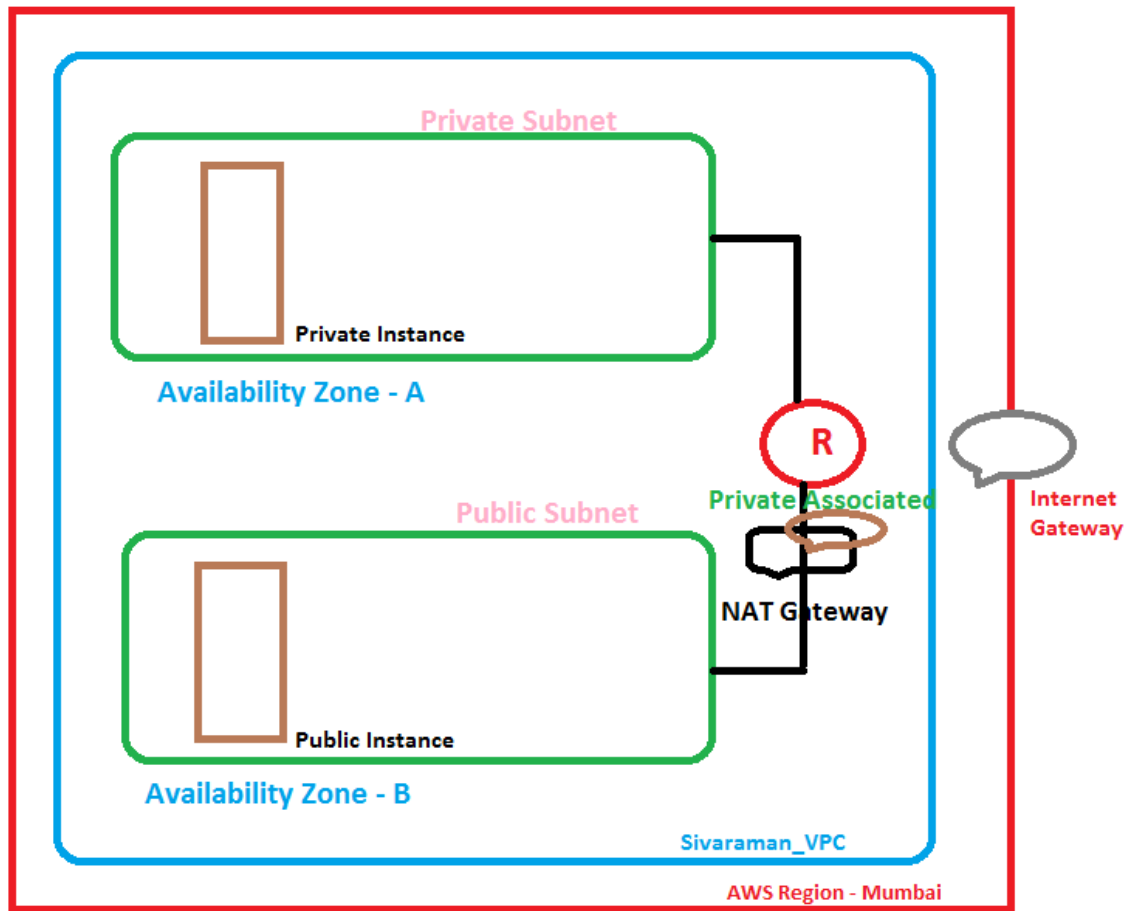 Private Subnet
Private Instance
Availability Zone - A
R
Private Associated
Internet
Gateway
Public Subnet
NAT Gateway
Public Instance
Availability Zone - B
Sivaraman_VPC
AWS Region - Mumbai